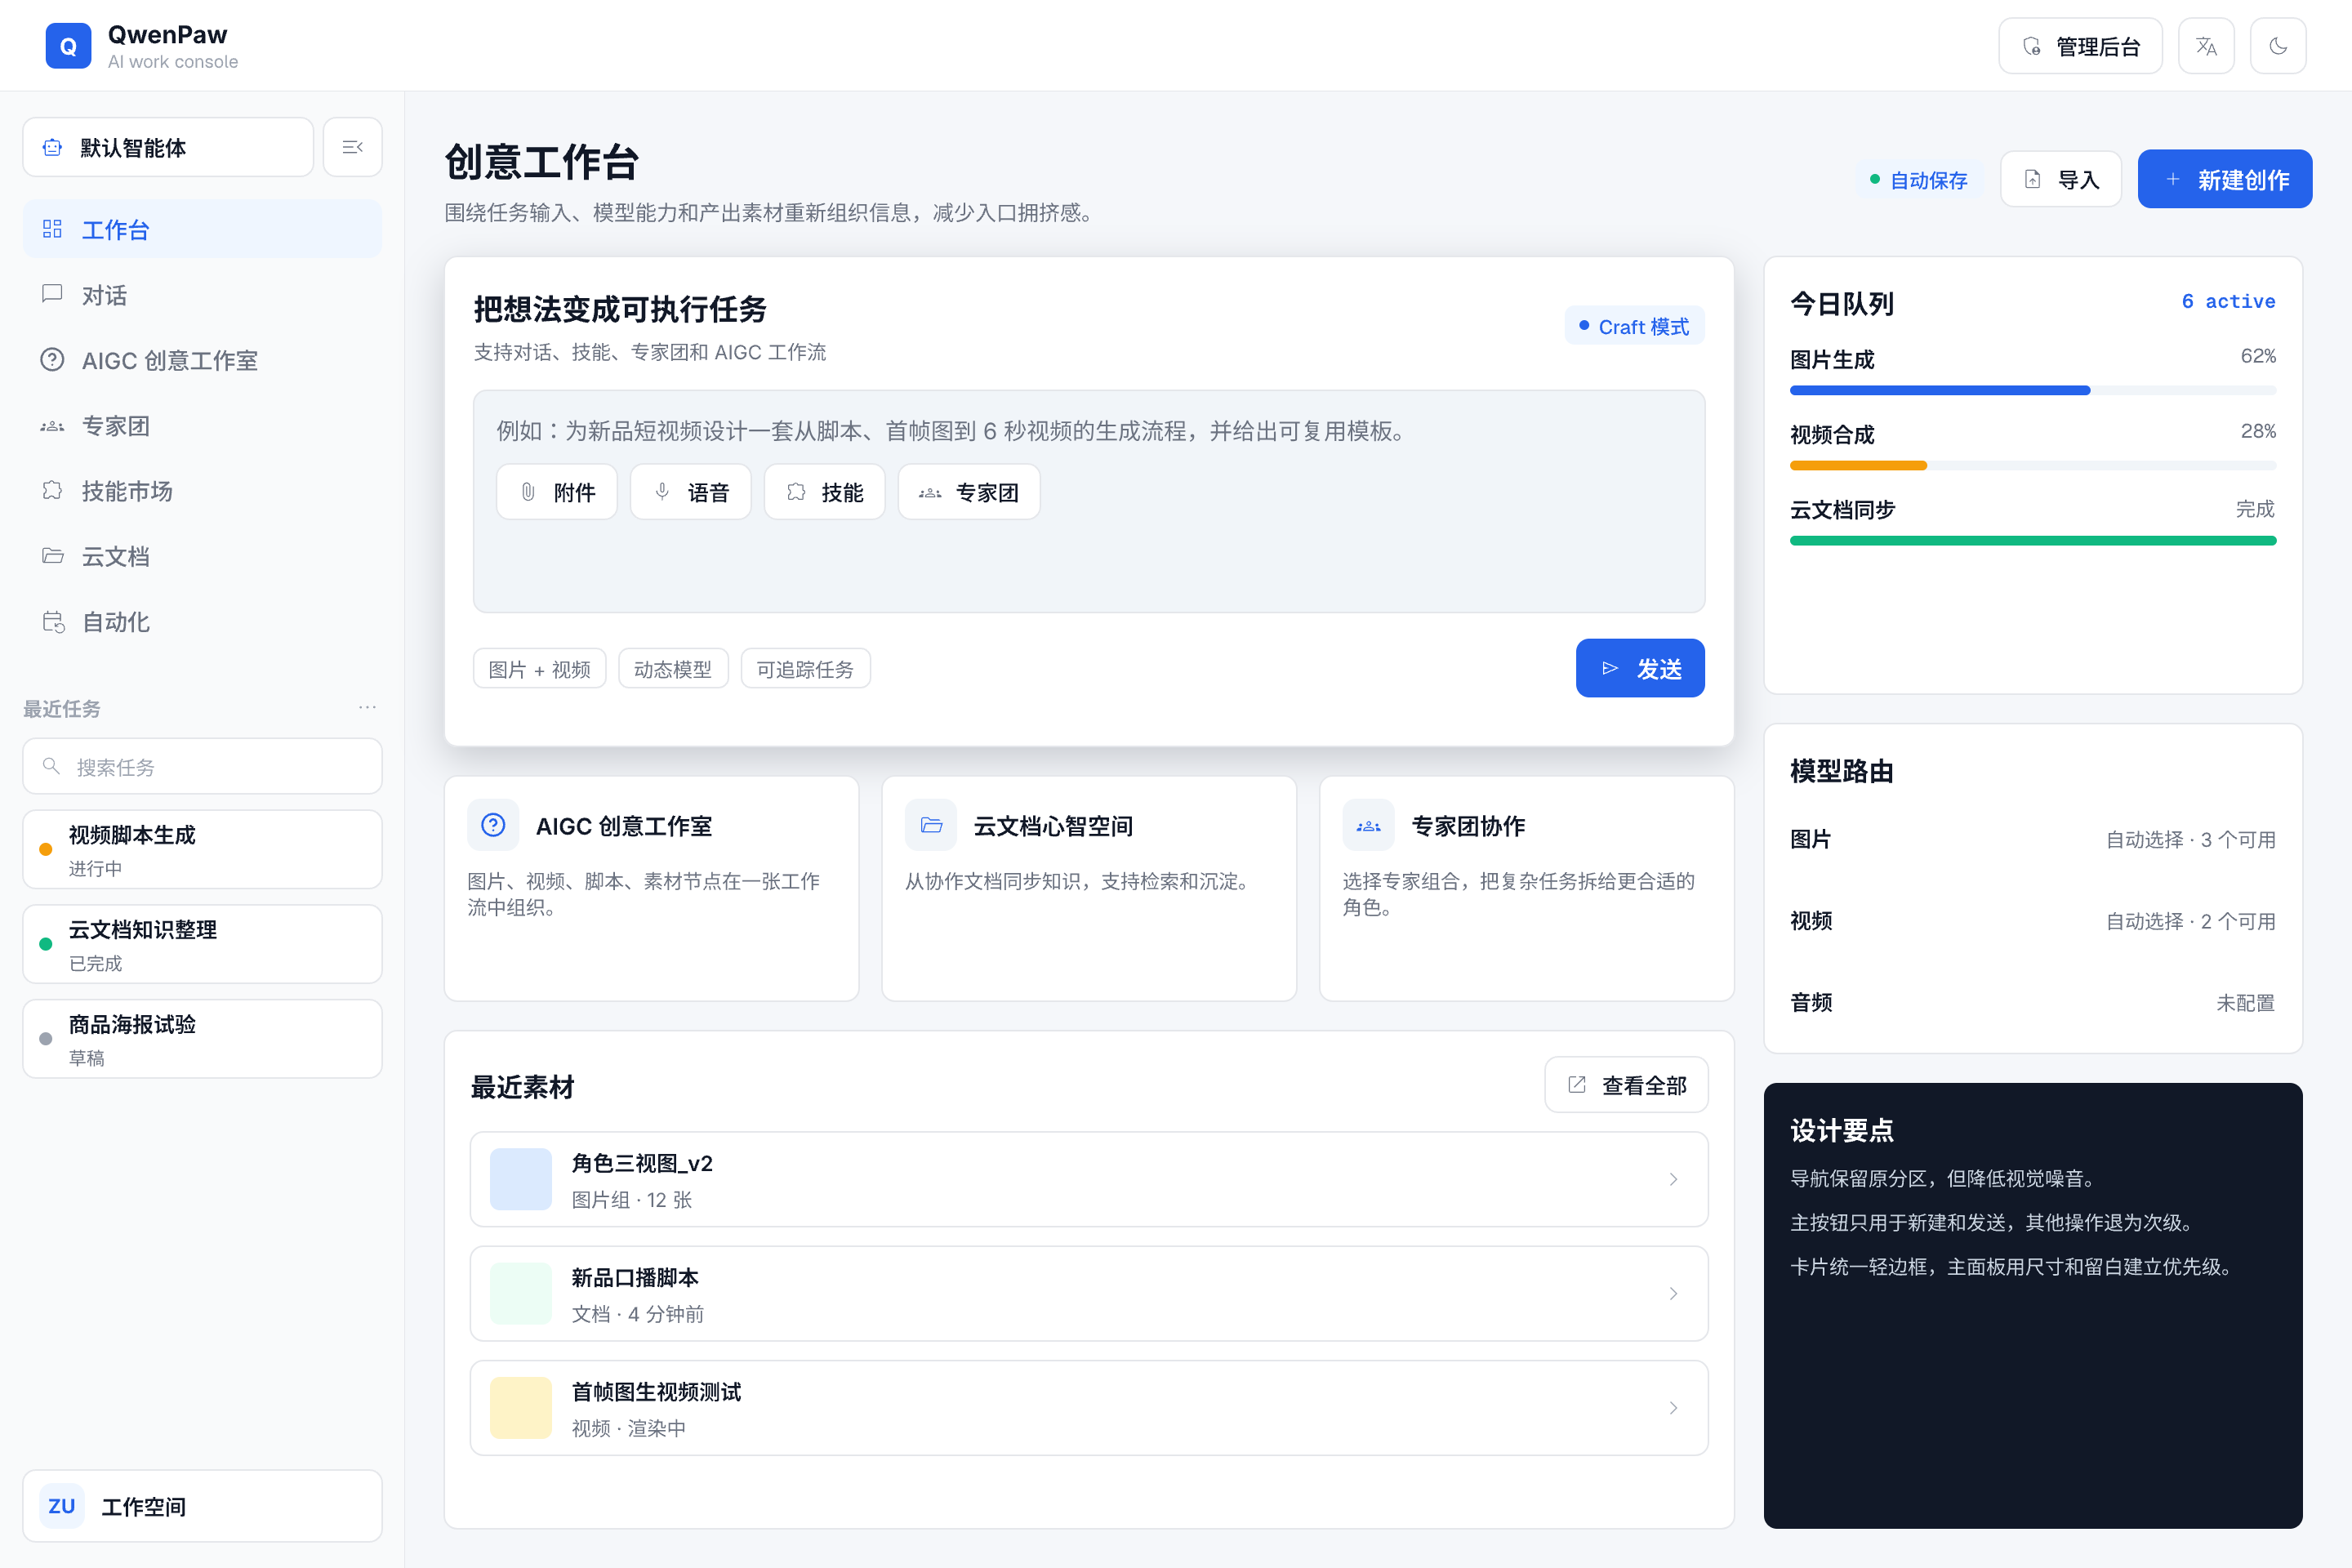 Q
QwenPaw
AI work console
管理后台
默认智能体
工作台
对话
AIGC 创意工作室
专家团
技能市场
云文档
自动化
最近任务
搜索任务
视频脚本生成
进行中
云文档知识整理
已完成
商品海报试验
草稿
ZU
工作空间
创意工作台
围绕任务输入、模型能力和产出素材重新组织信息，减少入口拥挤感。
自动保存
导入
新建创作
把想法变成可执行任务
支持对话、技能、专家团和 AIGC 工作流
Craft 模式
例如：为新品短视频设计一套从脚本、首帧图到 6 秒视频的生成流程，并给出可复用模板。
附件
语音
技能
专家团
图片 + 视频
动态模型
可追踪任务
发送
AIGC 创意工作室
图片、视频、脚本、素材节点在一张工作
流中组织。
云文档心智空间
从协作文档同步知识，支持检索和沉淀。
专家团协作
选择专家组合，把复杂任务拆给更合适的
角色。
最近素材
查看全部
角色三视图_v2
图片组 · 12 张
新品口播脚本
文档 · 4 分钟前
首帧图生视频测试
视频 · 渲染中
今日队列
6 active
图片生成
62%
视频合成
28%
云文档同步
完成
模型路由
图片
自动选择 · 3 个可用
视频
自动选择 · 2 个可用
音频
未配置
设计要点
导航保留原分区，但降低视觉噪音。
主按钮只用于新建和发送，其他操作退为次级。
卡片统一轻边框，主面板用尺寸和留白建立优先级。